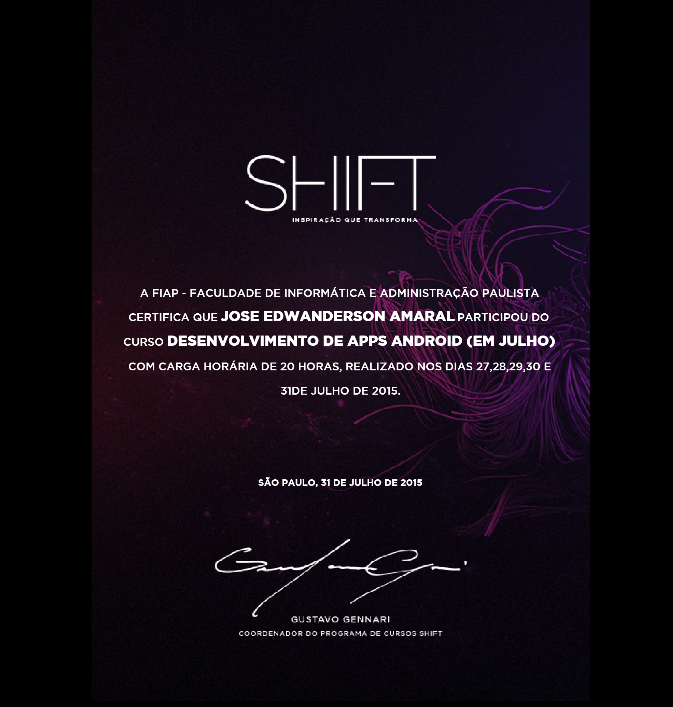 SHIFT
INSPIRAÇÃO QUE TRANSFORMA
A FIAP - FACULDADE DE INFORMÁTICA E ADMINISTRAÇÃO PAULISTA
CERTIFICA QUE JOSE EDWANDERSON AMARAL PARTICIPOU DO
CURSO DESENVOLVIMENTO DE APPS ANDROID (EM JULHO)
COM CARGA HORÁRIA DE 20 HORAS, REALIZADO NOS DIAS 27,28,29,30 E
31DE JULHO DE 2015.
SÃO PAULO, 31 DE JULHO DE 2015
GUSTAVO GENNARI
COORDENADOR DO PROGRAMA DE CURSOS SHIFT